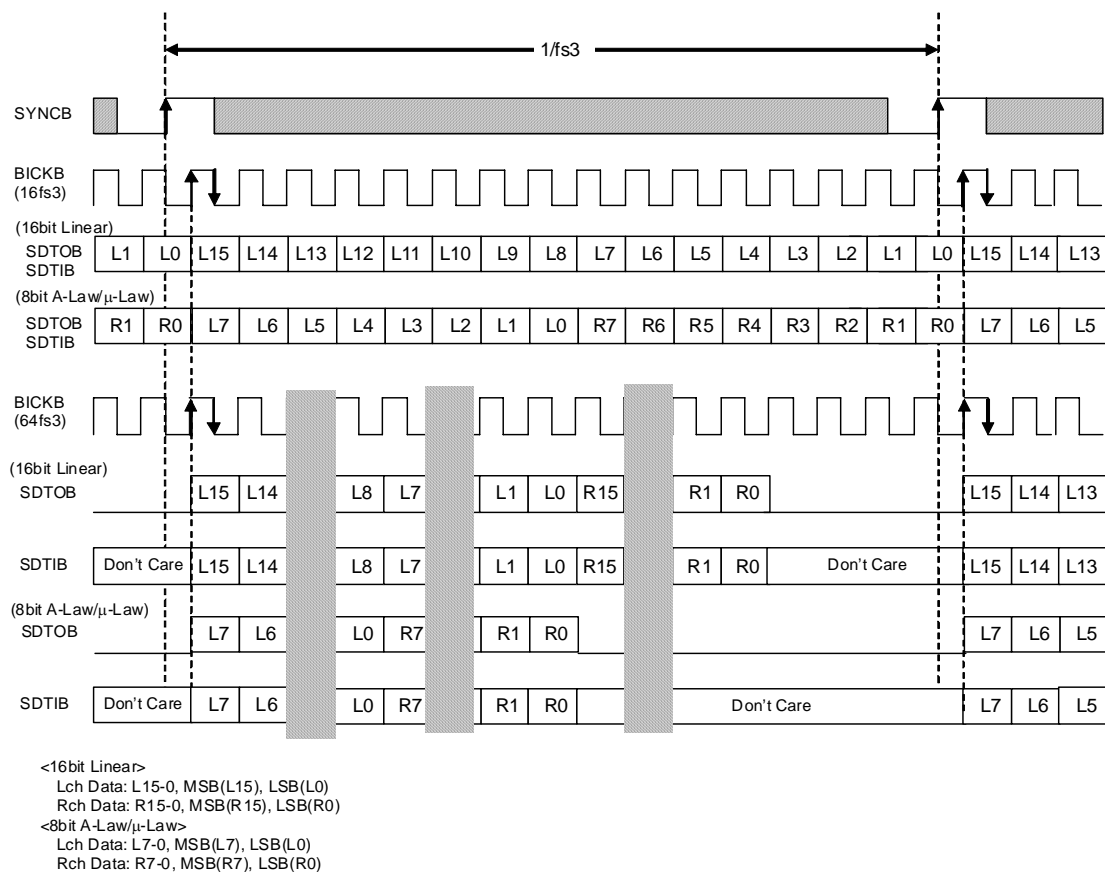 1/fs3
SYNCB
BICKB
(16fs3)
(16bit Linear)
SDTOB L1 L0 L15 L14 L13 L12 L11 L10 L9 L8 L7 L6 L5 L4 L3 L2 L1 L0 L15 L14 L13
SDTIB
(8bit A-Law/μ-Law)
SDTOB R1 R0 L7 L6 L5 L4 L3 L2 L1 L0 R7 R6 R5 R4 R3 R2 R1 R0 L7 L6 L5
SDTIB
BICKB
(64fs3)
(16bit Linear)
SDTOB L15 L14 L8 L7 L1 L0 R15 R1 R0 L15 L14 L13
SDTIB Don't Care L15 L14 L8 L7 L1 L0 R15 R1 R0 Don't Care L15 L14 L13
(8bit A-Law/μ-Law)
SDTOB L7 L6 L0 R7 R1 R0 L7 L6 L5
SDTIB Don't Care L7 L6 L0 R7 R1 R0 Don't Care L7 L6 L5
<16bit Linear>
Lch Data: L15-0, MSB(L15), LSB(L0)
Rch Data: R15-0, MSB(R15), LSB(R0)
<8bit A-Law/μ-Law>
Lch Data: L7-0, MSB(L7), LSB(L0)
Rch Data: R7-0, MSB(R7), LSB(R0)